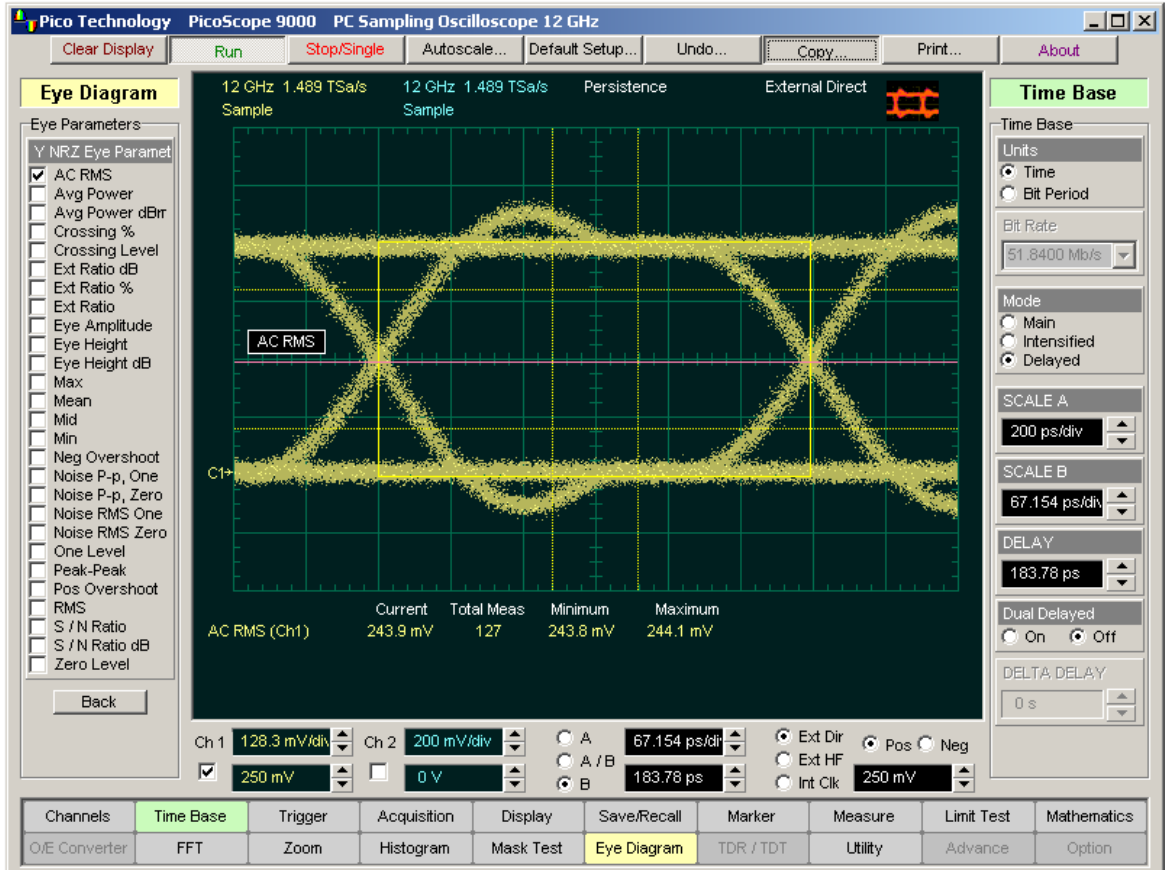 Pico Technology PicoScope 9000 PC Sampling Oscilloscope 12 GHz
Clear Display Run Stop/Single Autoscale... Default Setup... Undo... Copy.... Print... About
Eye Diagram
Eye Parameters
Y NRZ Eye Paramet
AC RMS
Avg Power
Avg Power dBm
Crossing %
Crossing Level
Ext Ratio dB
Ext Ratio %
Ext Ratio
Eye Amplitude
Eye Height
Eye Height dB
Max
Mean
Mid
Min
Neg Overshoot
Noise P-p, One
Noise P-p, Zero
Noise RMS One
Noise RMS Zero
One Level
Peak-Peak
Pos Overshoot
RMS
S / N Ratio
S / N Ratio dB
Zero Level
Back
12 GHz 1.489 TSa/s 12 GHz 1.489 TSa/s Persistence External Direct
Sample Sample
AC RMS
C1
Current Total Meas Minimum Maximum
AC RMS (Ch1) 243.9 mV 127 243.8 mV 244.1 mV
Time Base
Time Base
Units
Time
Bit Period
Bit Rate
51.8400 Mb/s
Mode
Main
Intensified
Delayed
SCALE A
200 ps/div
SCALE B
67.154 ps/div
DELAY
183.78 ps
Dual Delayed
On Off
DELTA DELAY
0 s
Ch 1 128.3 mV/div Ch 2 200 mV/div A 67.154 ps/div Ext Dir Pos Neg
A / B Ext HF
250 mV 0 V B 183.78 ps Int Clk 250 mV
Channels Time Base Trigger Acquisition Display Save/Recall Marker Measure Limit Test Mathematics
O/E Converter FFT Zoom Histogram Mask Test Eye Diagram TDR / TDT Utility Advance Option